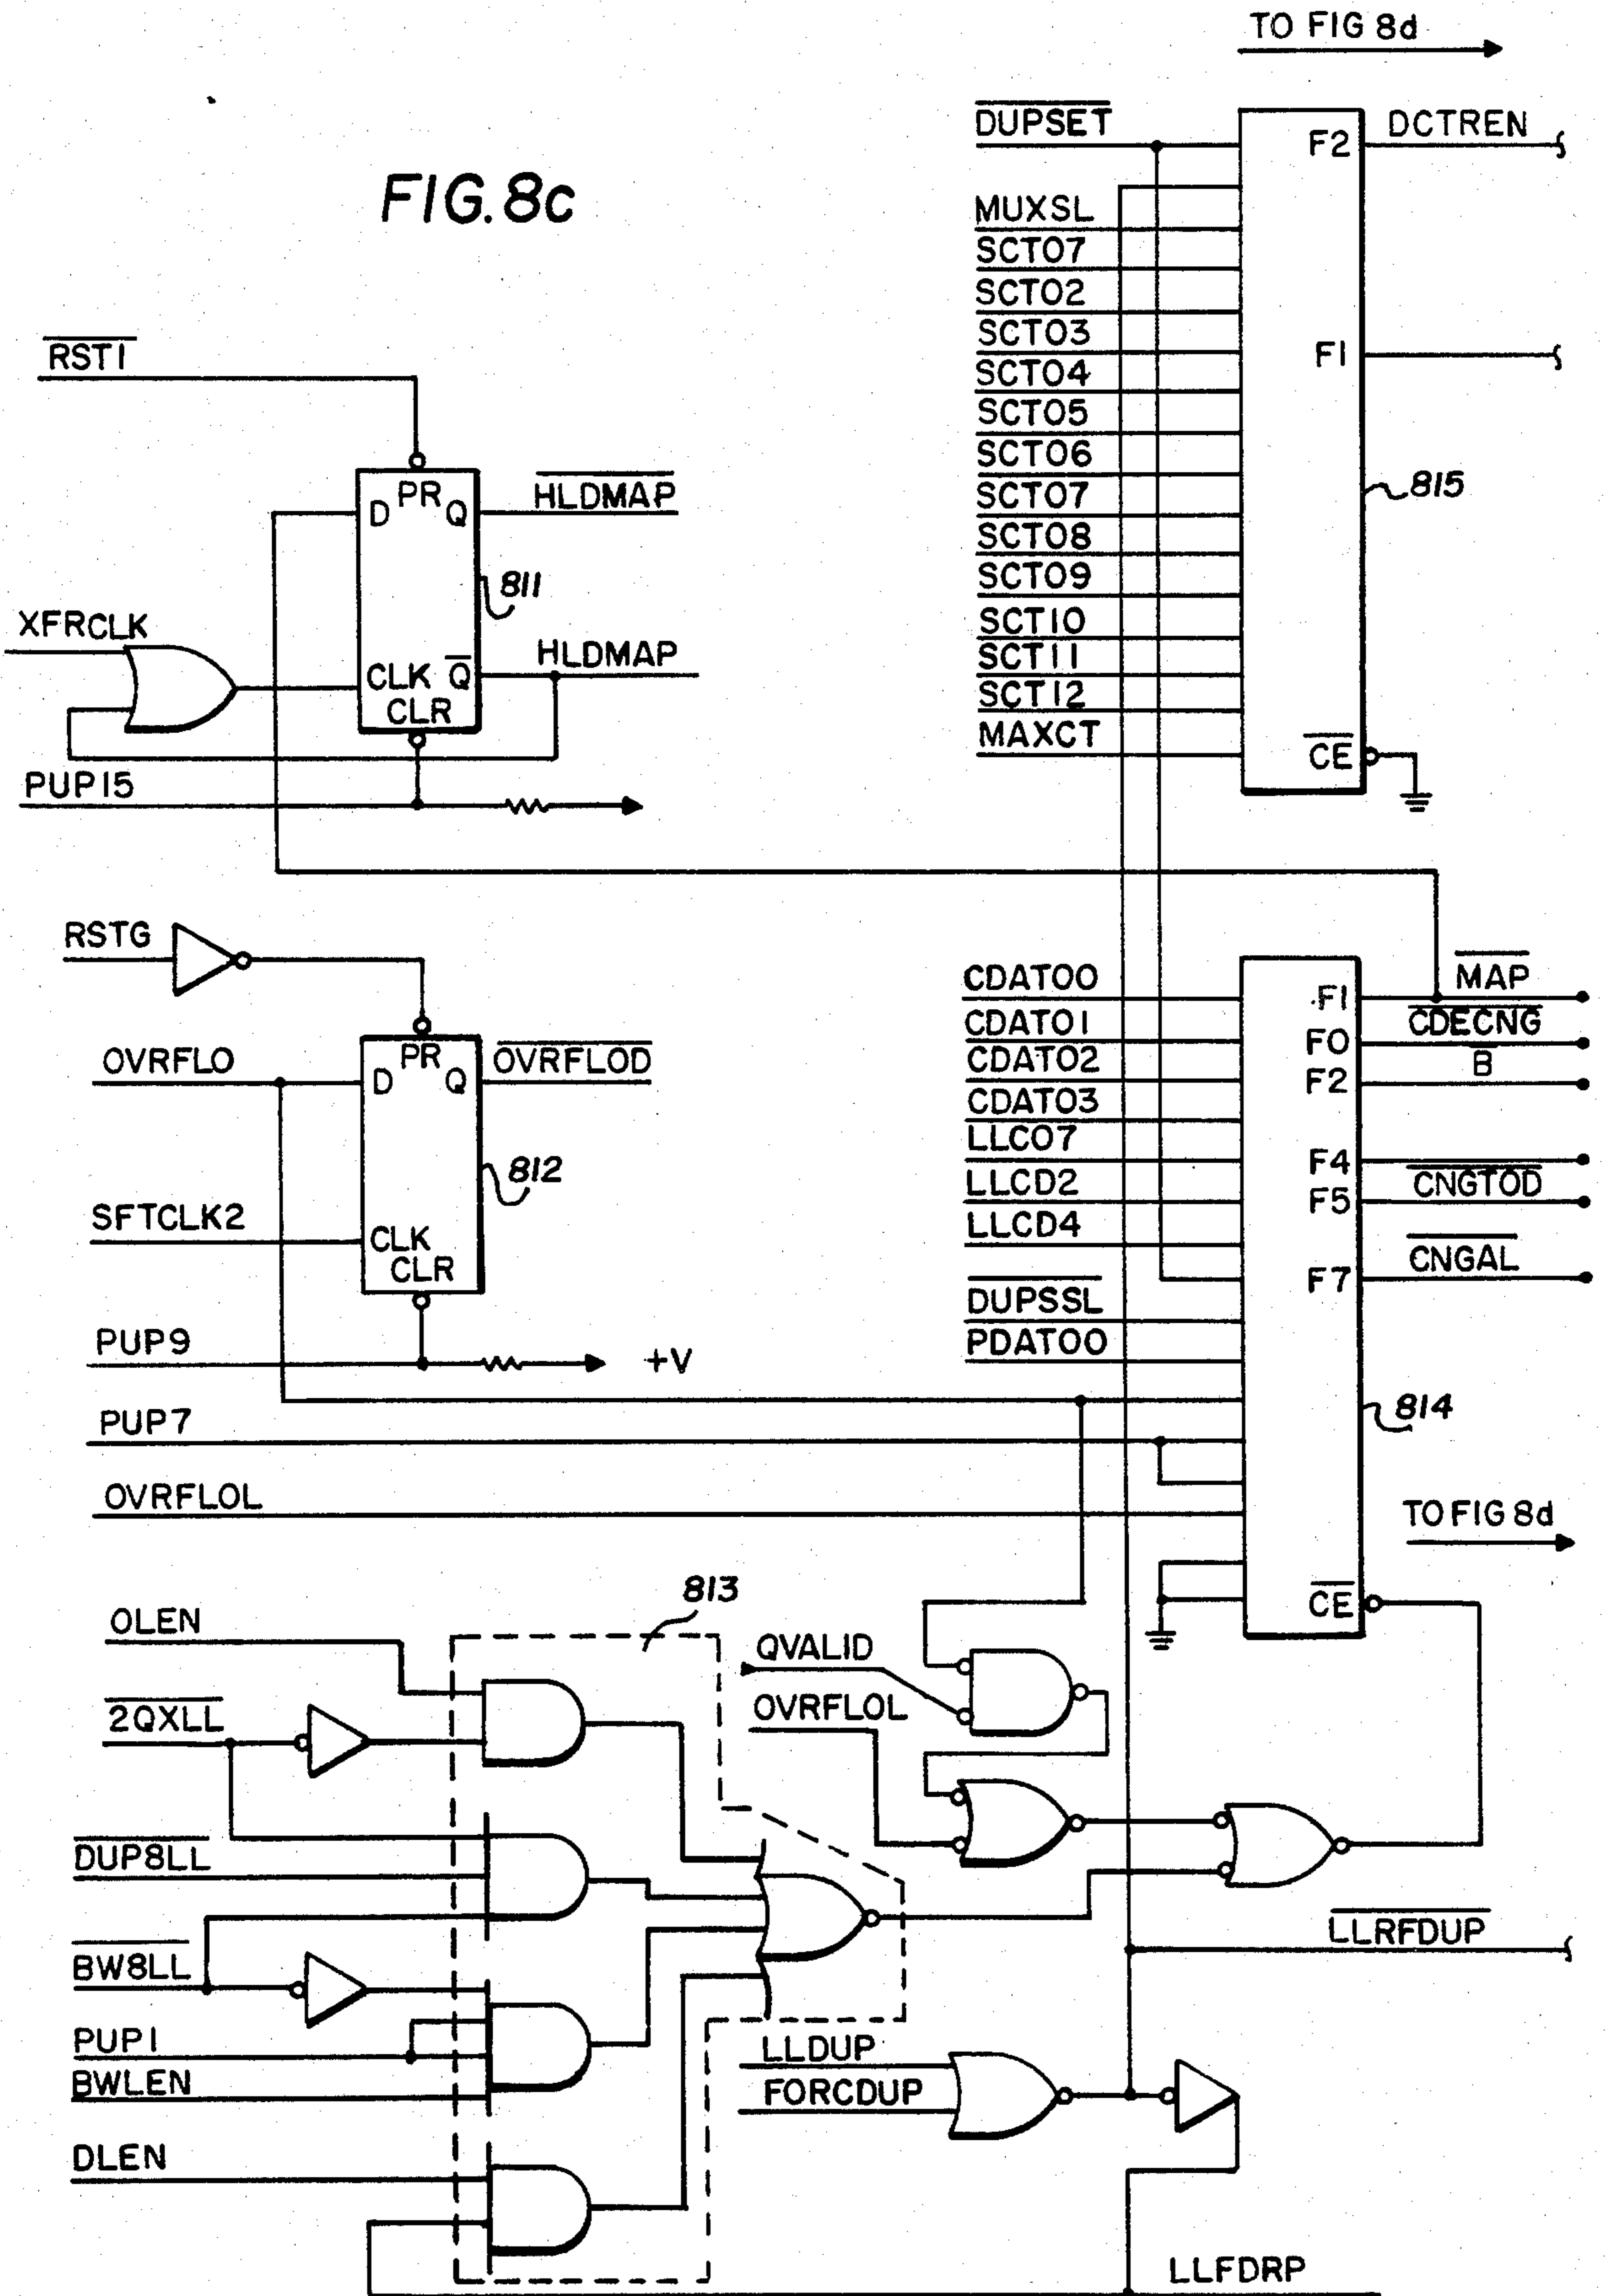 TO FIG 8d
FIG. 8c
DUPSET
MUXSL
SCT07
SCT02
SCT03
SCT04
SCT05
SCT06
SCT07
SCT08
SCT09
SCT10
SCT11
SCT12
MAXCT
F2
F1
CE
DCTREN
815
RST1
PR
D
Q
CLK
Q
CLR
HLDMAP
811
HLDMAP
XFRCLK
PUP15
RSTG
OVRFLO
PR
D
Q
CLK
CLR
OVRFLOD
812
SFTCLK2
PUP9
+V
PUP7
OVRFLOL
CDAT00
CDAT01
CDAT02
CDAT03
LLC07
LLCD2
LLCD4
DUPSSL
PDAT00
F1
F0
F2
F4
F5
F7
CE
MAP
CDECNG
B
CNGTOD
CNGAL
814
TO FIG 8d
813
OLEN
2QXLL
DUP8LL
BW8LL
PUP1
BWLEN
DLEN
QVALID
OVRFLOL
LLRFDUP
LLDUP
FORCDUP
LLFDRP